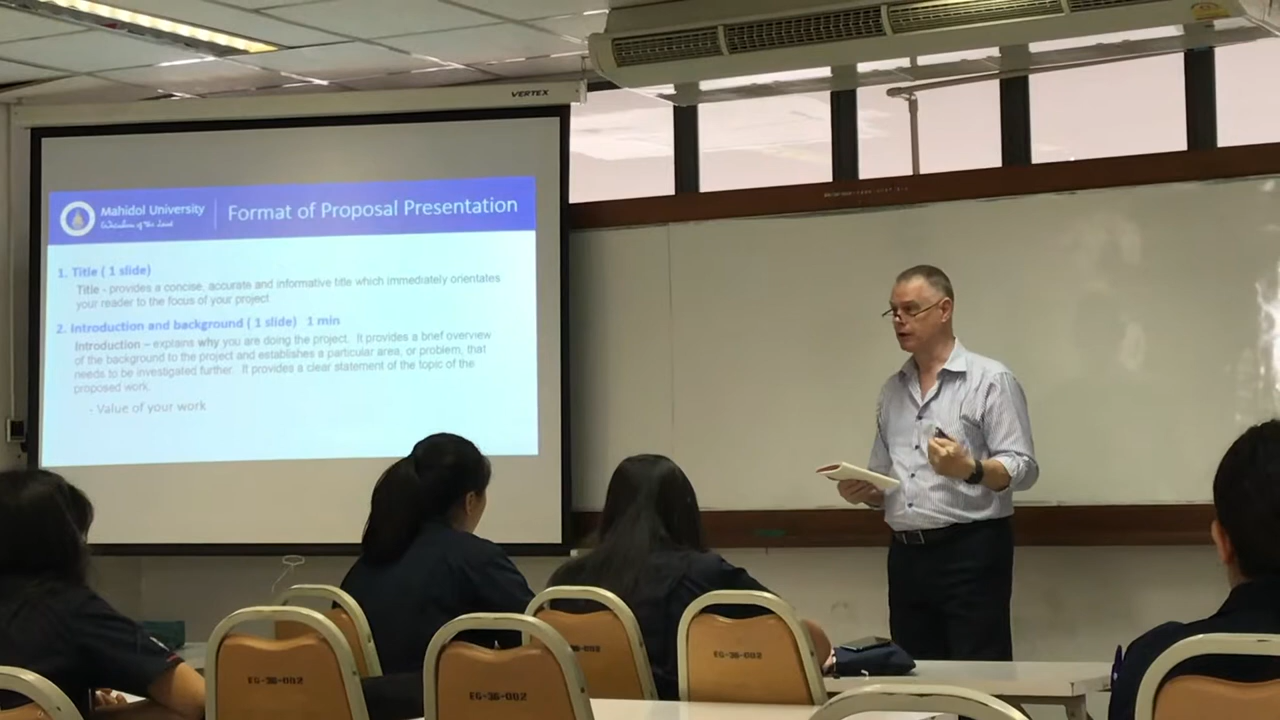 VERTEX
Mahidol University
Wisdom of the Land
Format of Proposal Presentation
1. Title ( 1 slide)
Title - provides a concise, accurate and informative title which immediately orientates
your reader to the focus of your project
2. Introduction and background ( 1 slide) 1 min
Introduction – explains why you are doing the project. It provides a brief overview
of the background to the project and establishes a particular area, or problem, that
needs to be investigated further. It provides a clear statement of the topic of the
proposed work.
- Value of your work
EG-36-002
EG-36-002
EG-36-002